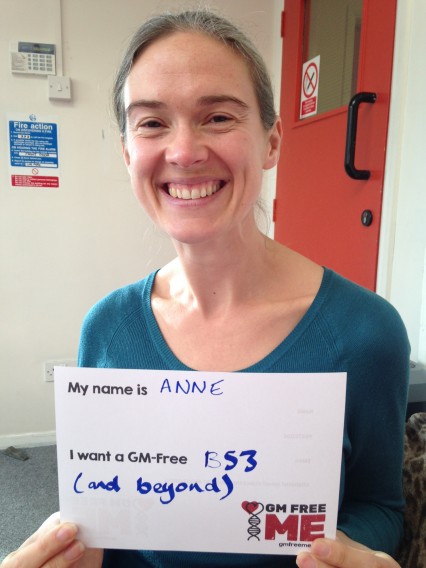 Fire action
My name is ANNE
I want a GM-Free BS3
(and beyond)
GM FREE
ME
gmfreeme